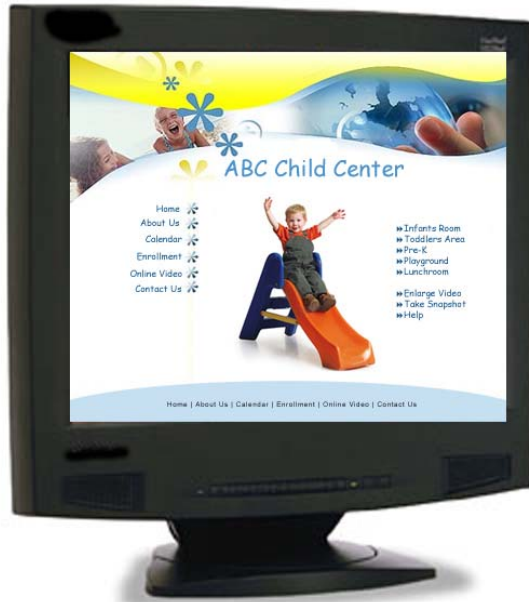 ABC Child Center
Home
About Us
Calendar
Enrollment
Online Video
Contact Us
Infants Room
Toddlers Area
Pre-K
Playground
Lunchroom
Enlarge Video
Take Snapshot
Help
Home | About Us | Calendar | Enrollment | Online Video | Contact Us